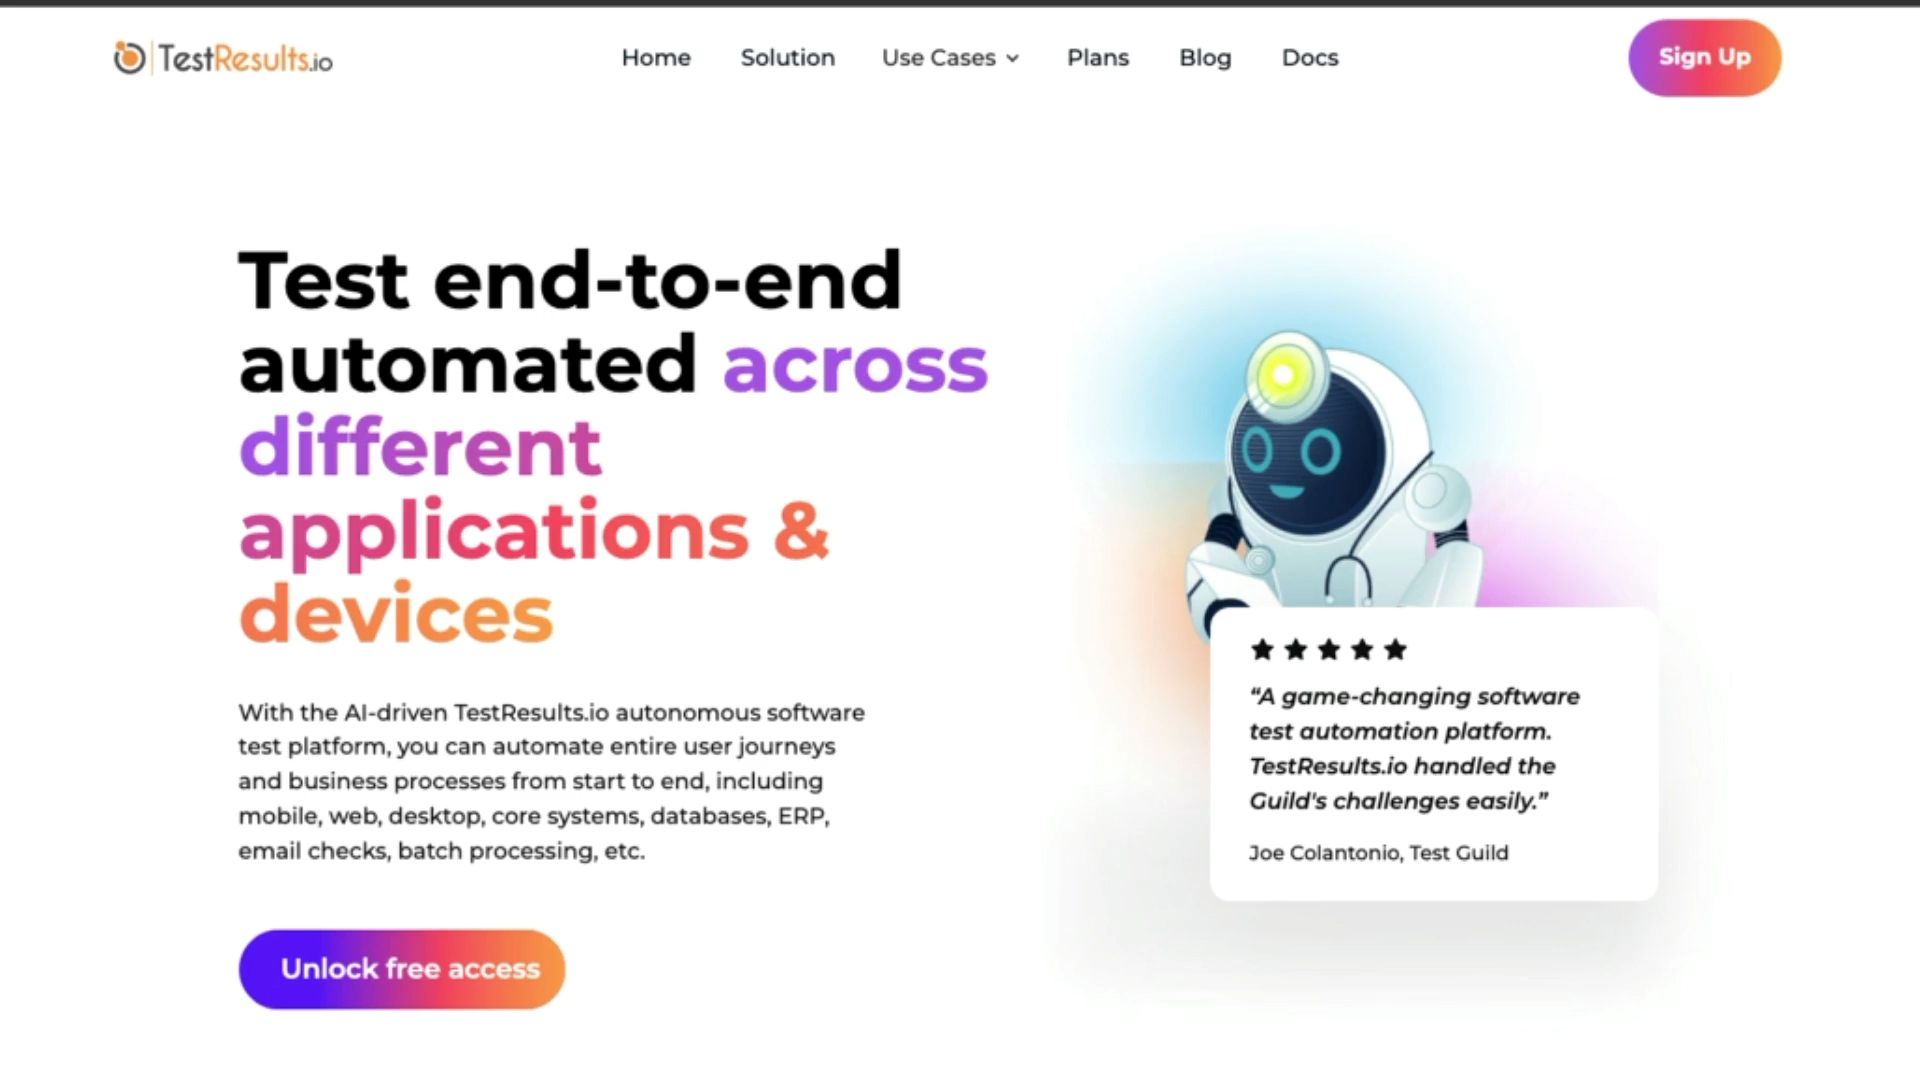 TestResults.io
Home
Solution
Use Cases
Plans
Blog
Docs
Sign Up
Test end-to-end
automated across
different
applications &
devices
With the AI-driven TestResults.io autonomous software
test platform, you can automate entire user journeys
and business processes from start to end, including
mobile, web, desktop, core systems, databases, ERP,
email checks, batch processing, etc.
Unlock free access
“A game-changing software
test automation platform.
TestResults.io handled the
Guild's challenges easily.”
Joe Colantonio, Test Guild